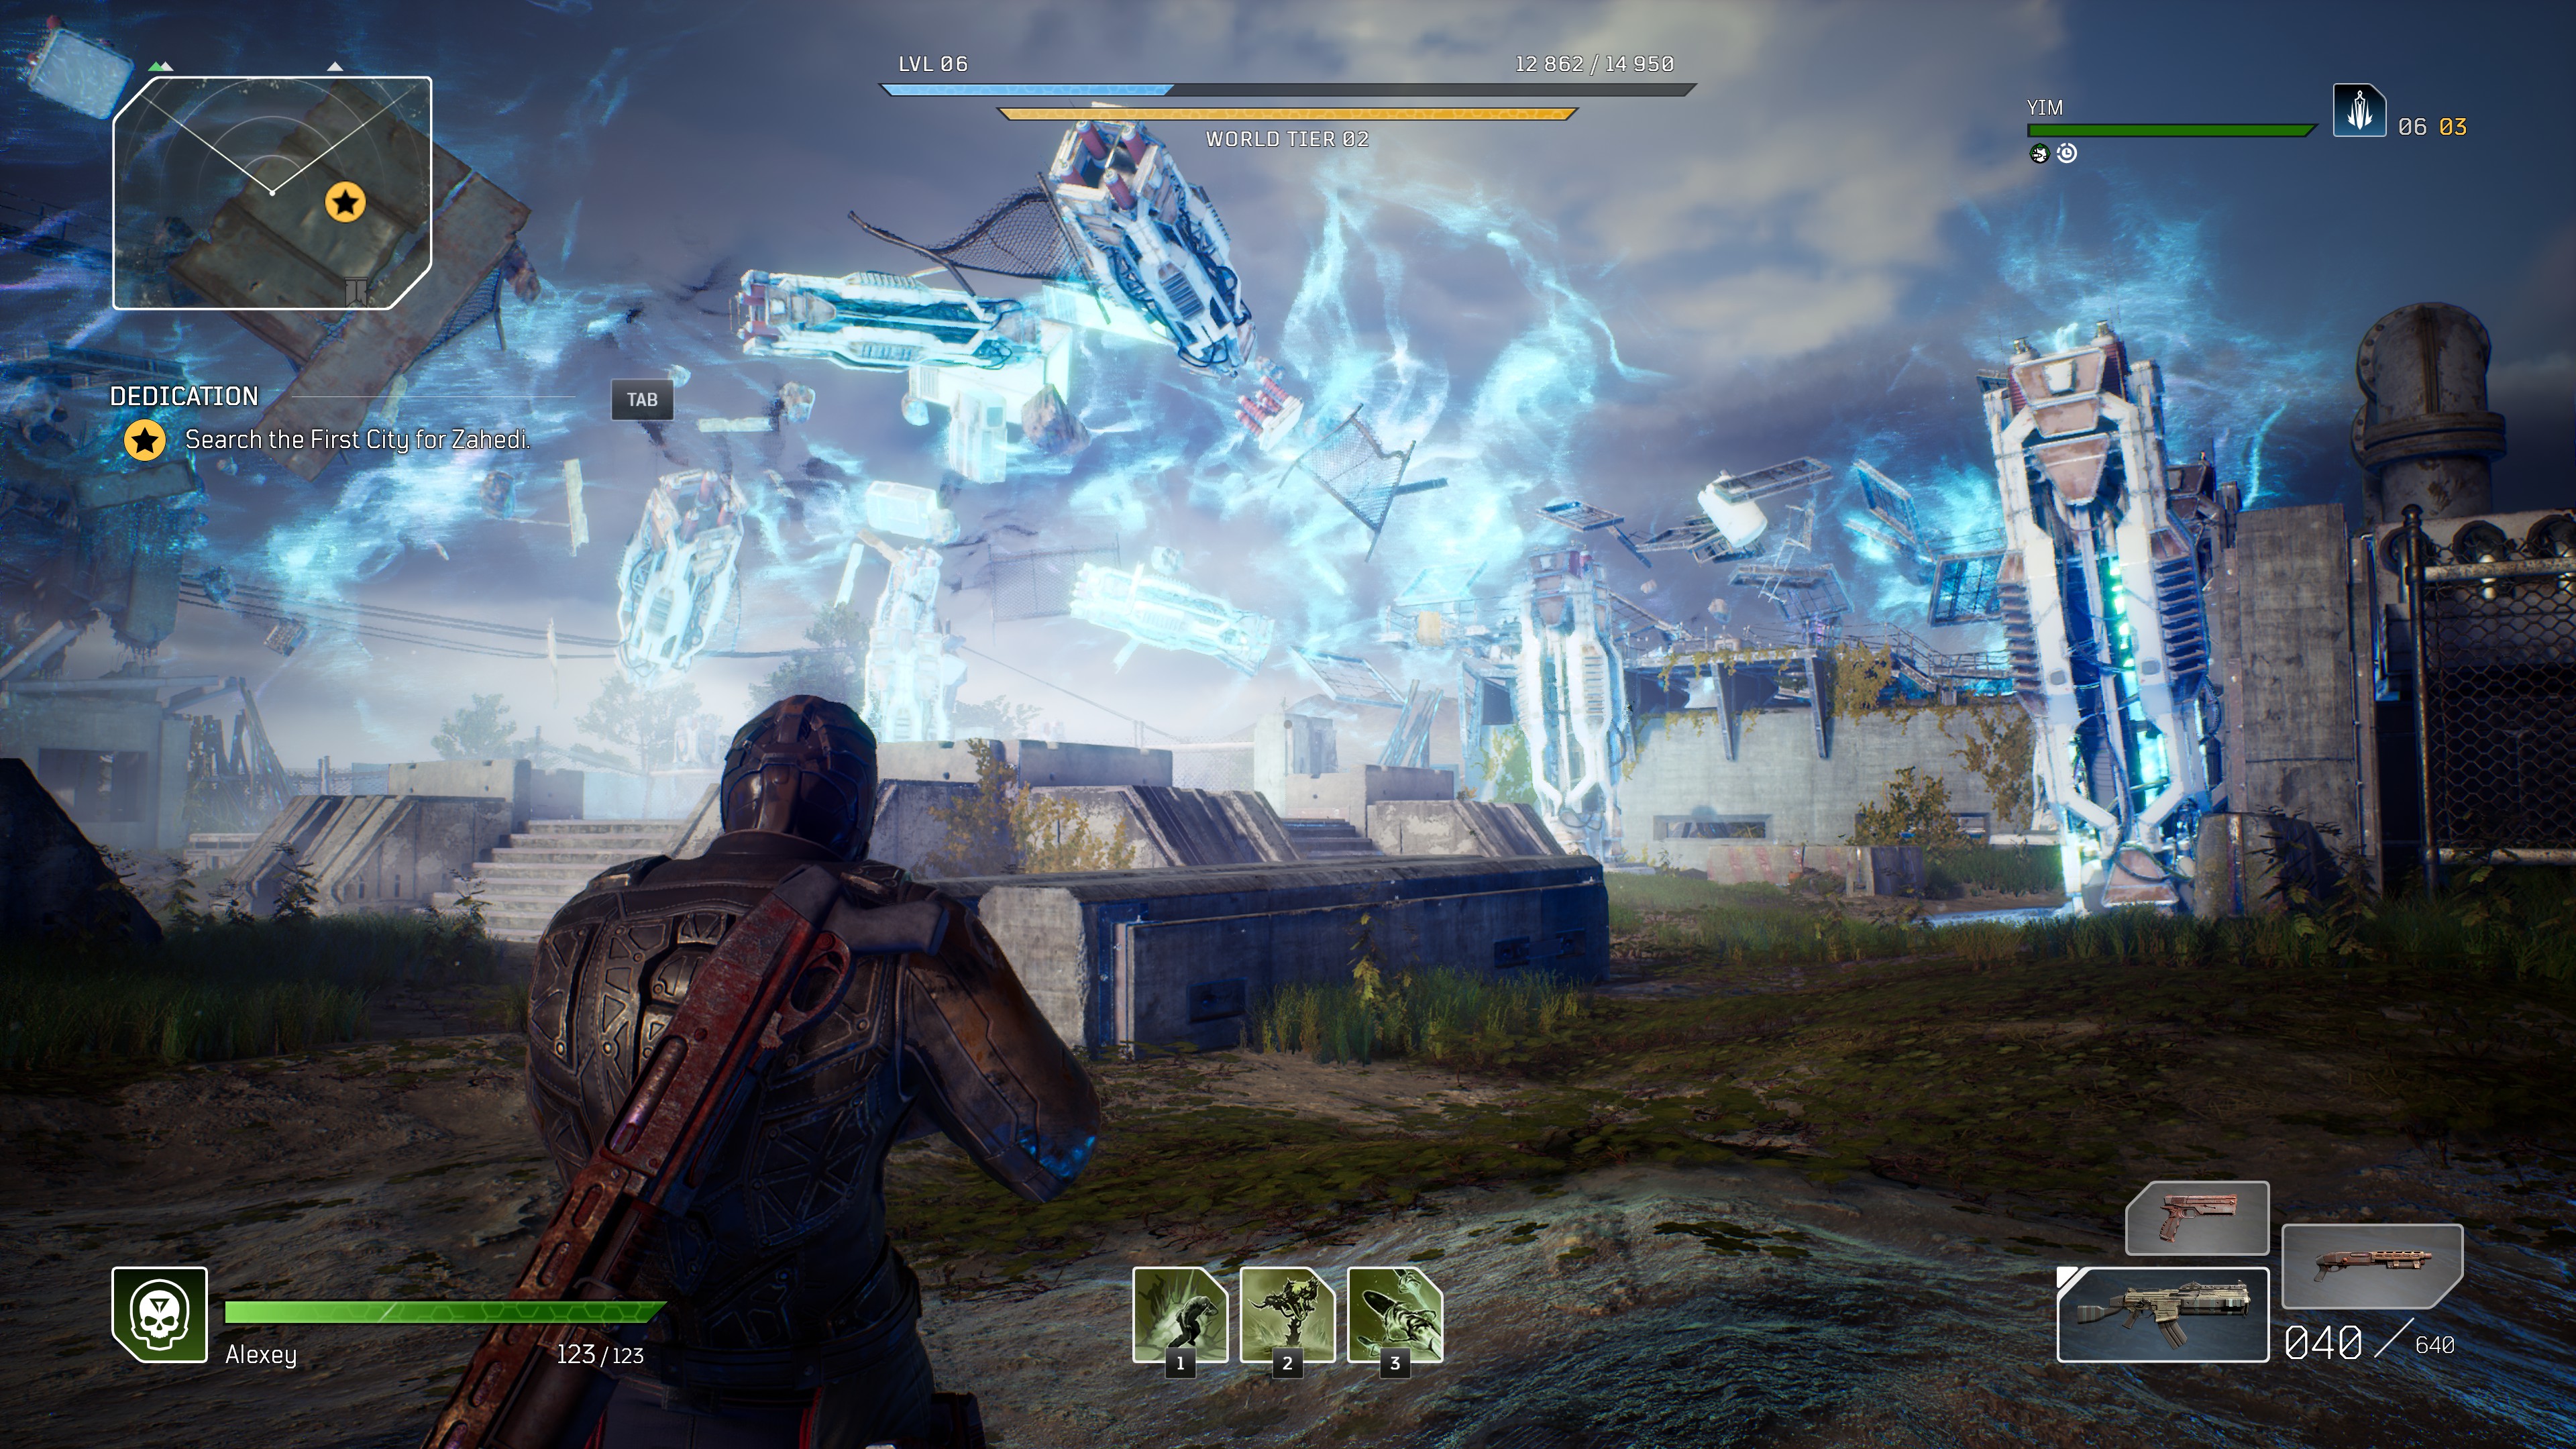 LVL 06
12 862 / 14 950
WORLD TIER 02
YIM
06 03
DEDICATION
TAB
Search the First City for Zahedi.
Alexey
123/123
1
2
3
040 / 640